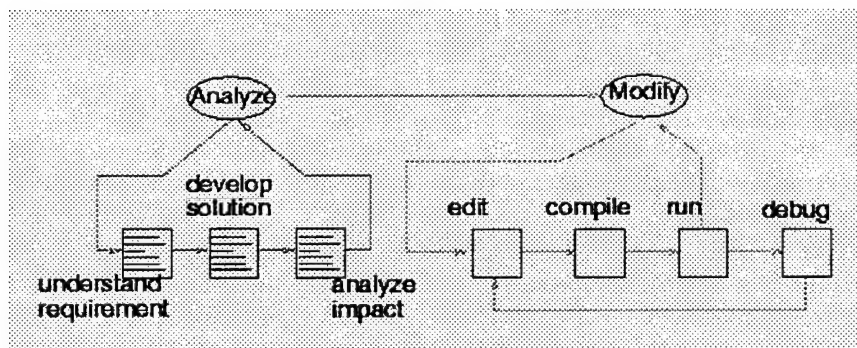 Analyze
Modify
develop
solution
edit
compile
run
debug
understand
requirement
analyze
impact